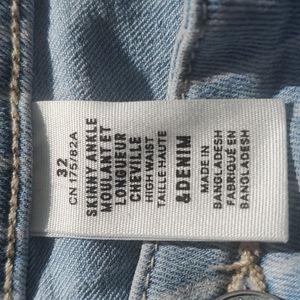 32
CN 175/82A
SKINNY ANKLE
MOULANT ET
LONGUEUR
CHEVILLE
HIGH WAIST
TAILLE HAUTE
&DENIM
MADE IN
BANGLADESH
FABRIQUÉ EN
BANGLADESH